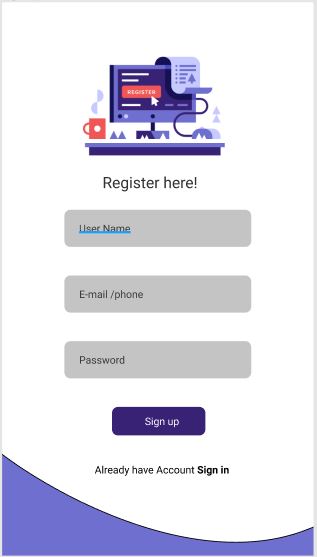 REGISTER
Register here!
User Name
E-mail /phone
Password
Sign up
Already have Account Sign in